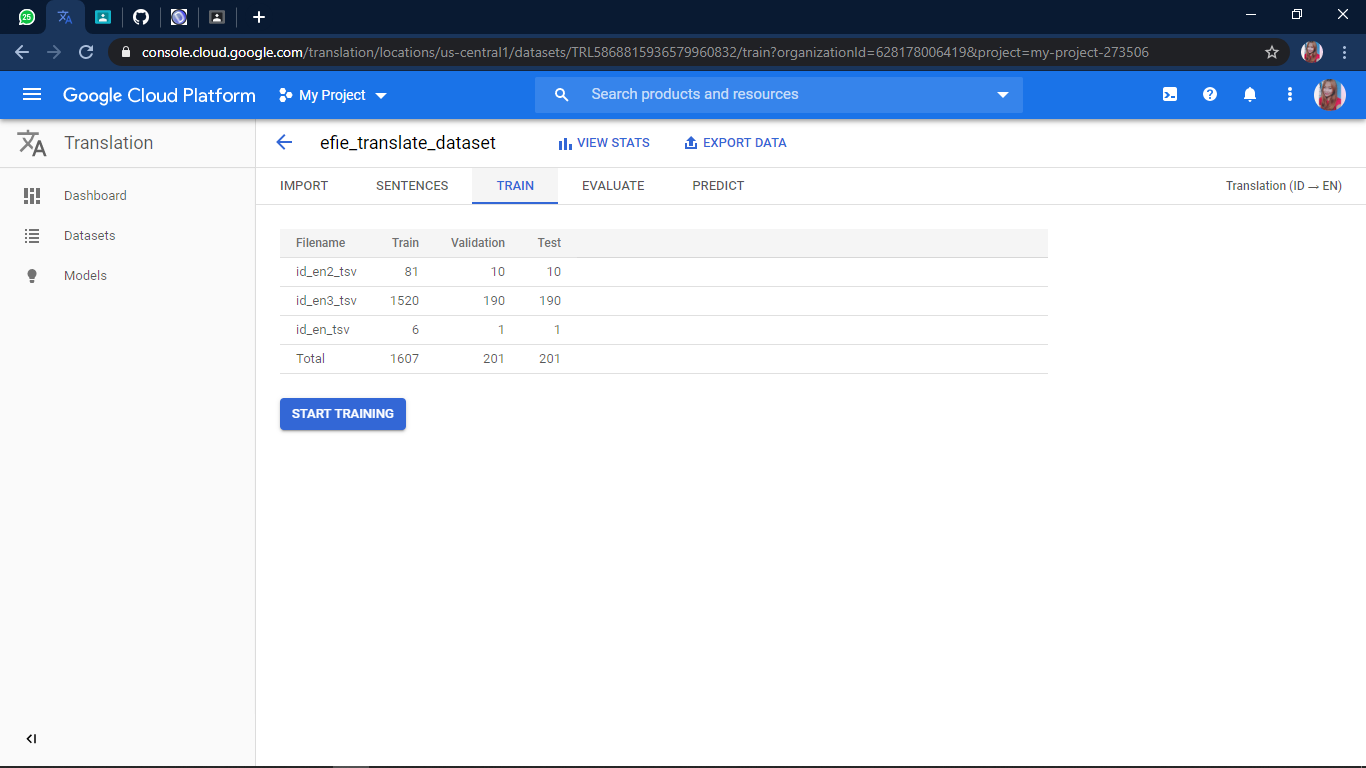 25
console.cloud.google.com/translation/locations/us-central1/datasets/TRL5868815936579960832/train?organizationId=628178006419&project=my-project-273506
Google Cloud Platform My Project Search products and resources
Translation efie_translate_dataset VIEW STATS EXPORT DATA
IMPORT SENTENCES TRAIN EVALUATE PREDICT Translation (ID → EN)
Dashboard
Datasets
Models
Filename Train Validation Test
id_en2_tsv 81 10 10
id_en3_tsv 1520 190 190
id_en_tsv 6 1 1
Total 1607 201 201
START TRAINING